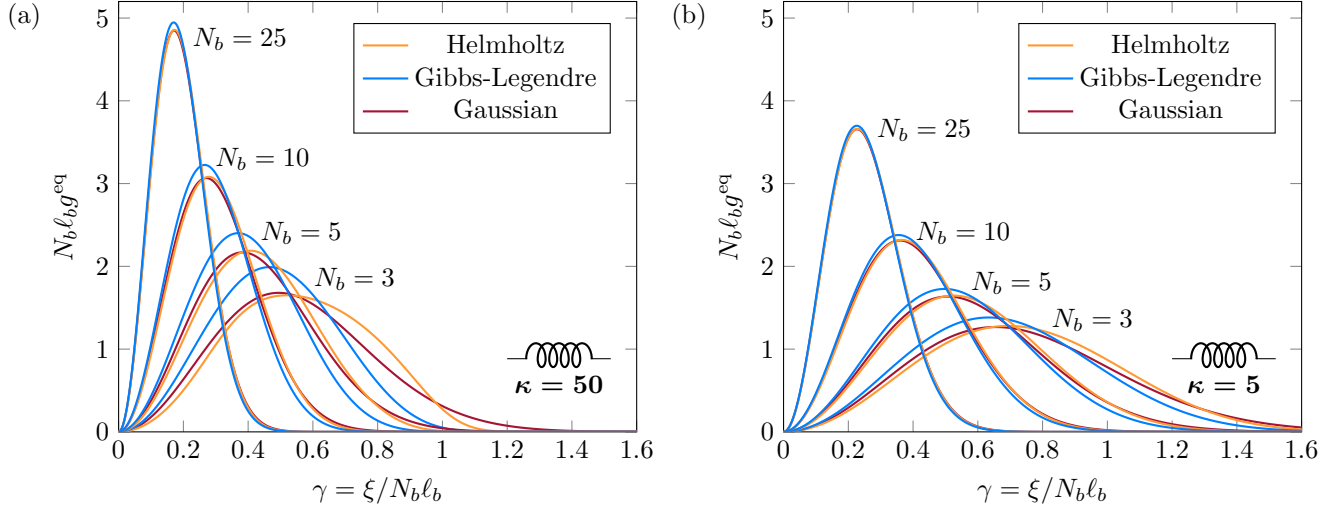 (a)
5
4
3
2
1
0
N_b ℓ_b g^eq
N_b = 25
N_b = 10
N_b = 5
N_b = 3
Helmholtz
Gibbs-Legendre
Gaussian
κ = 50
0 0.2 0.4 0.6 0.8 1 1.2 1.4 1.6
γ = ξ/N_b ℓ_b
(b)
5
4
3
2
1
0
N_b ℓ_b g^eq
N_b = 25
N_b = 10
N_b = 5
N_b = 3
Helmholtz
Gibbs-Legendre
Gaussian
κ = 5
0 0.2 0.4 0.6 0.8 1 1.2 1.4 1.6
γ = ξ/N_b ℓ_b